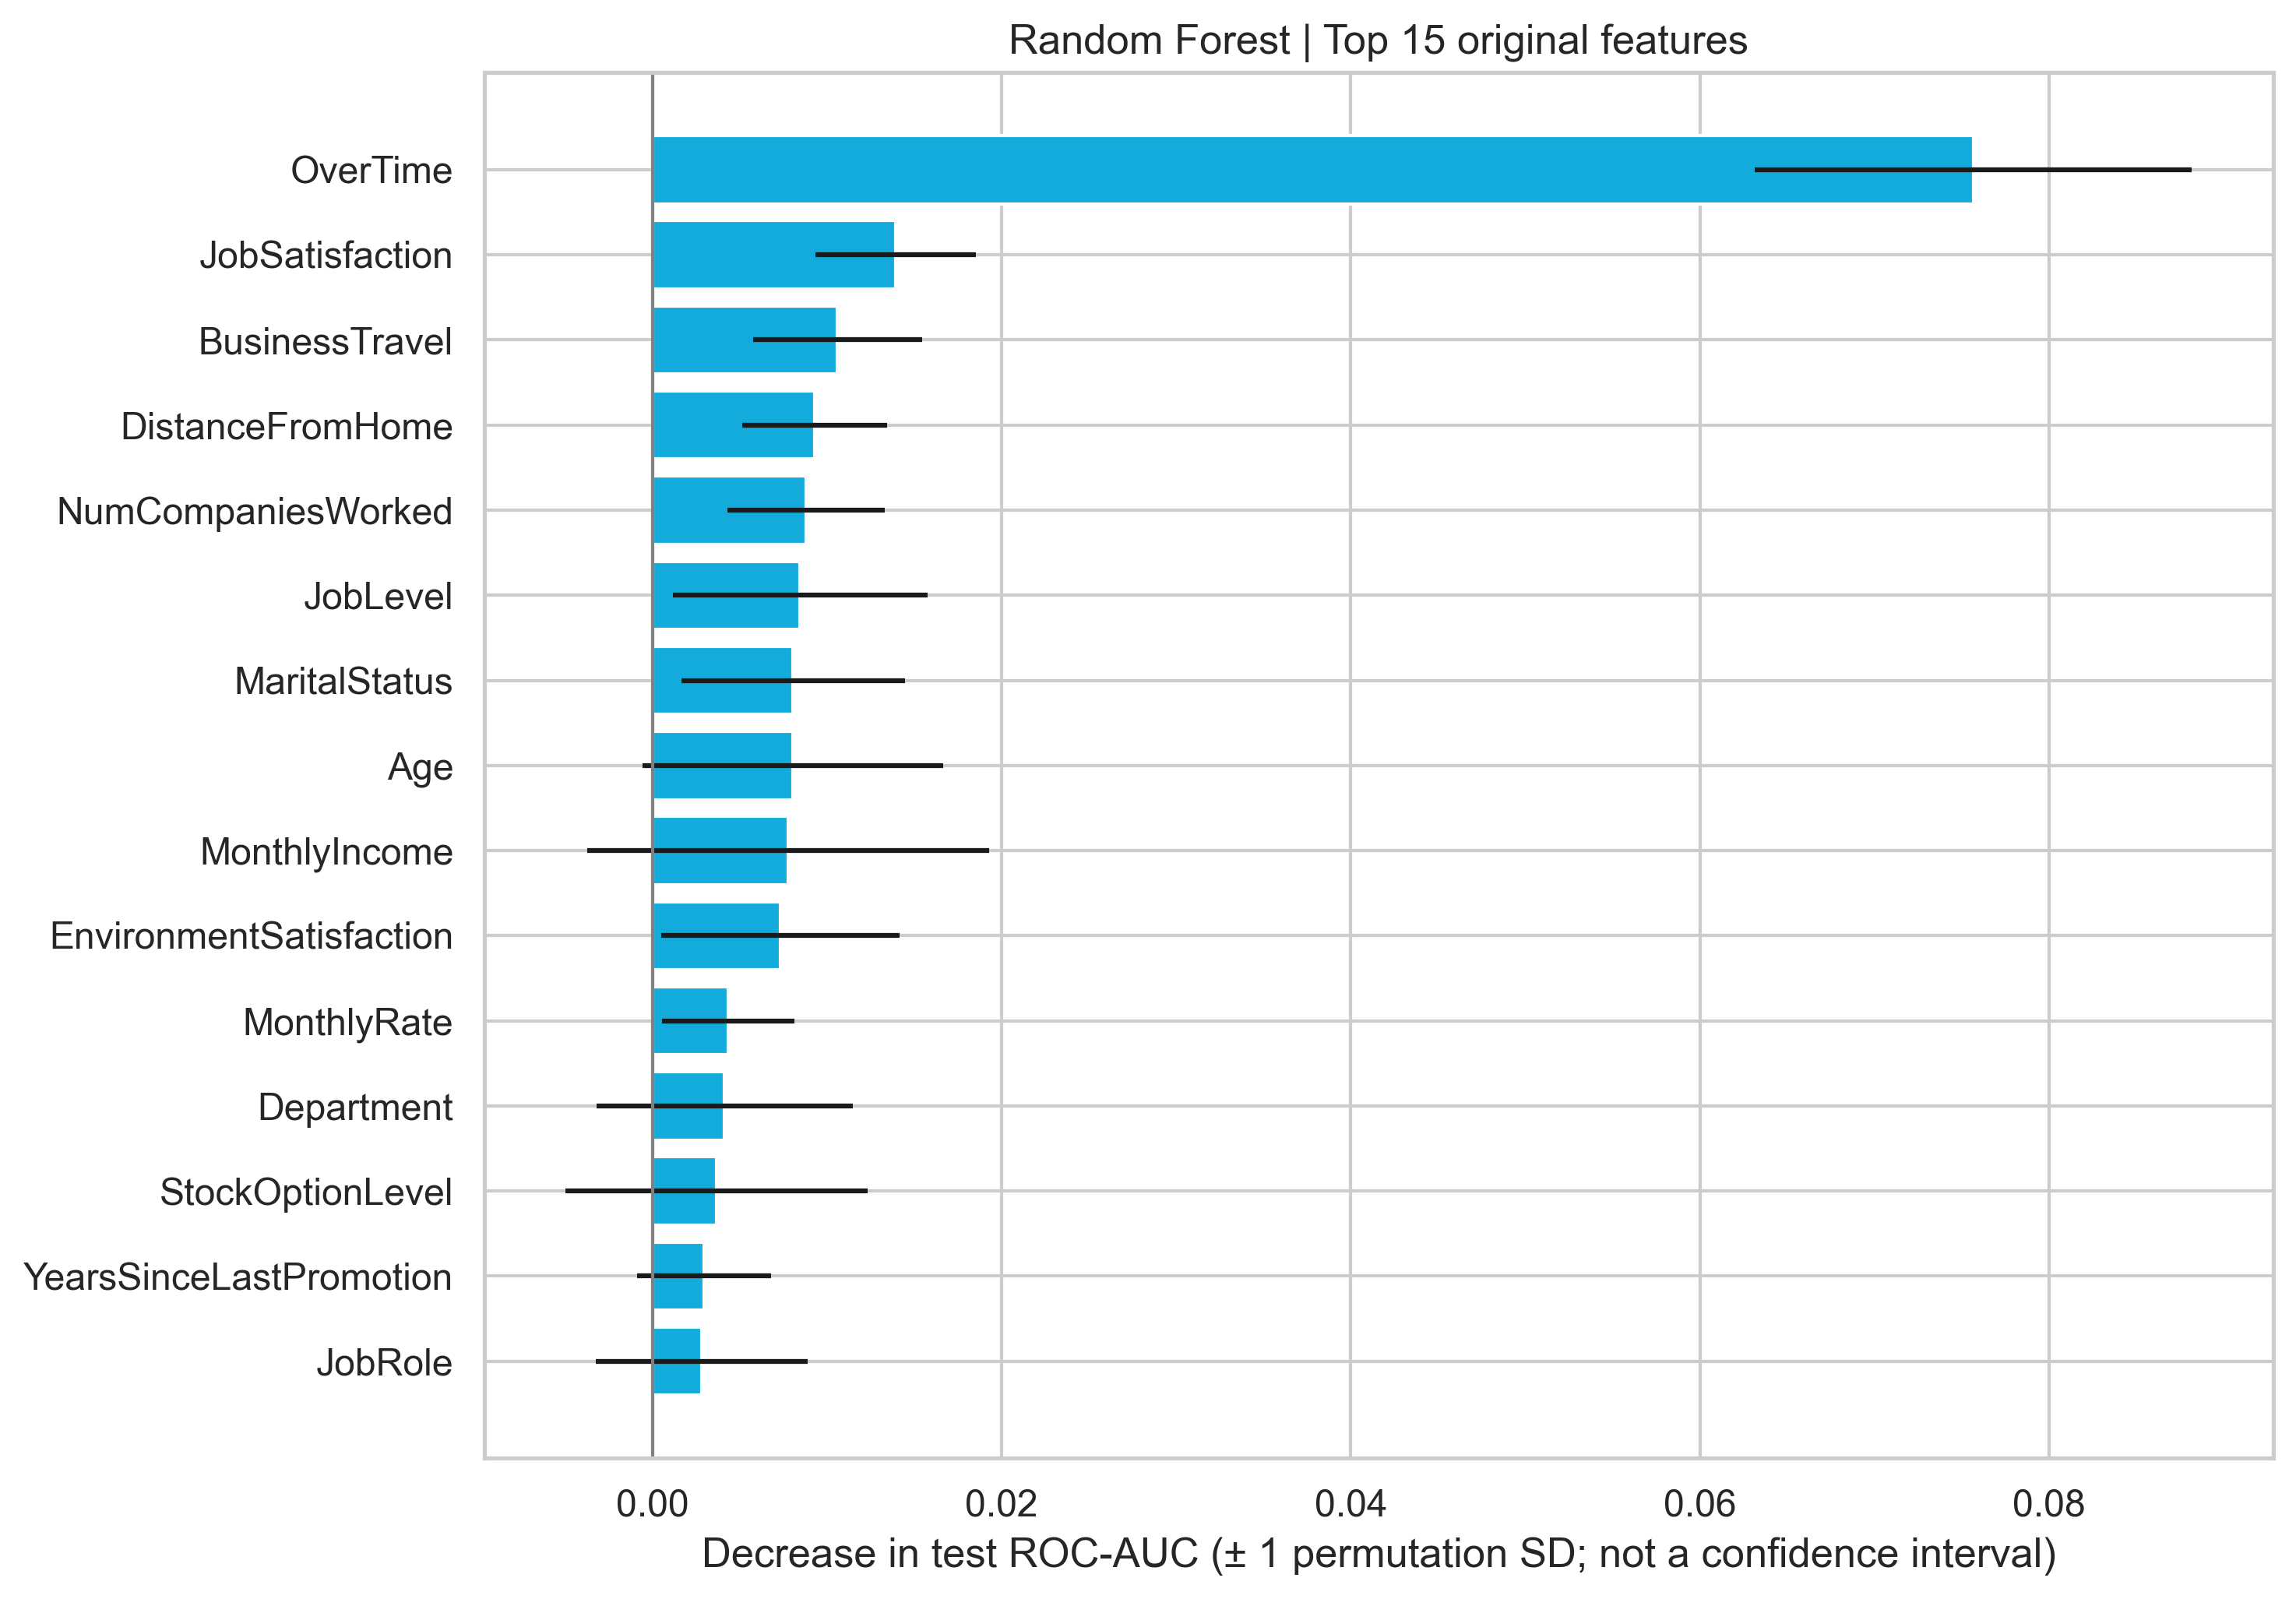 Random Forest | Top 15 original features
OverTime
JobSatisfaction
BusinessTravel
DistanceFromHome
NumCompaniesWorked
JobLevel
MaritalStatus
Age
MonthlyIncome
EnvironmentSatisfaction
MonthlyRate
Department
StockOptionLevel
YearsSinceLastPromotion
JobRole
0.00 0.02 0.04 0.06 0.08
Decrease in test ROC-AUC (± 1 permutation SD; not a confidence interval)